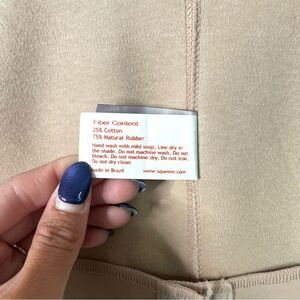 Fiber Content:
25% Cotton
75% Natural Rubber
Hand wash with mild soap, Line dry in
the shade, Do not machine wash, Do not
bleach, Do not machine dry, Do not iron,
Do not dry clean
Made in Brazil www.squeem.com